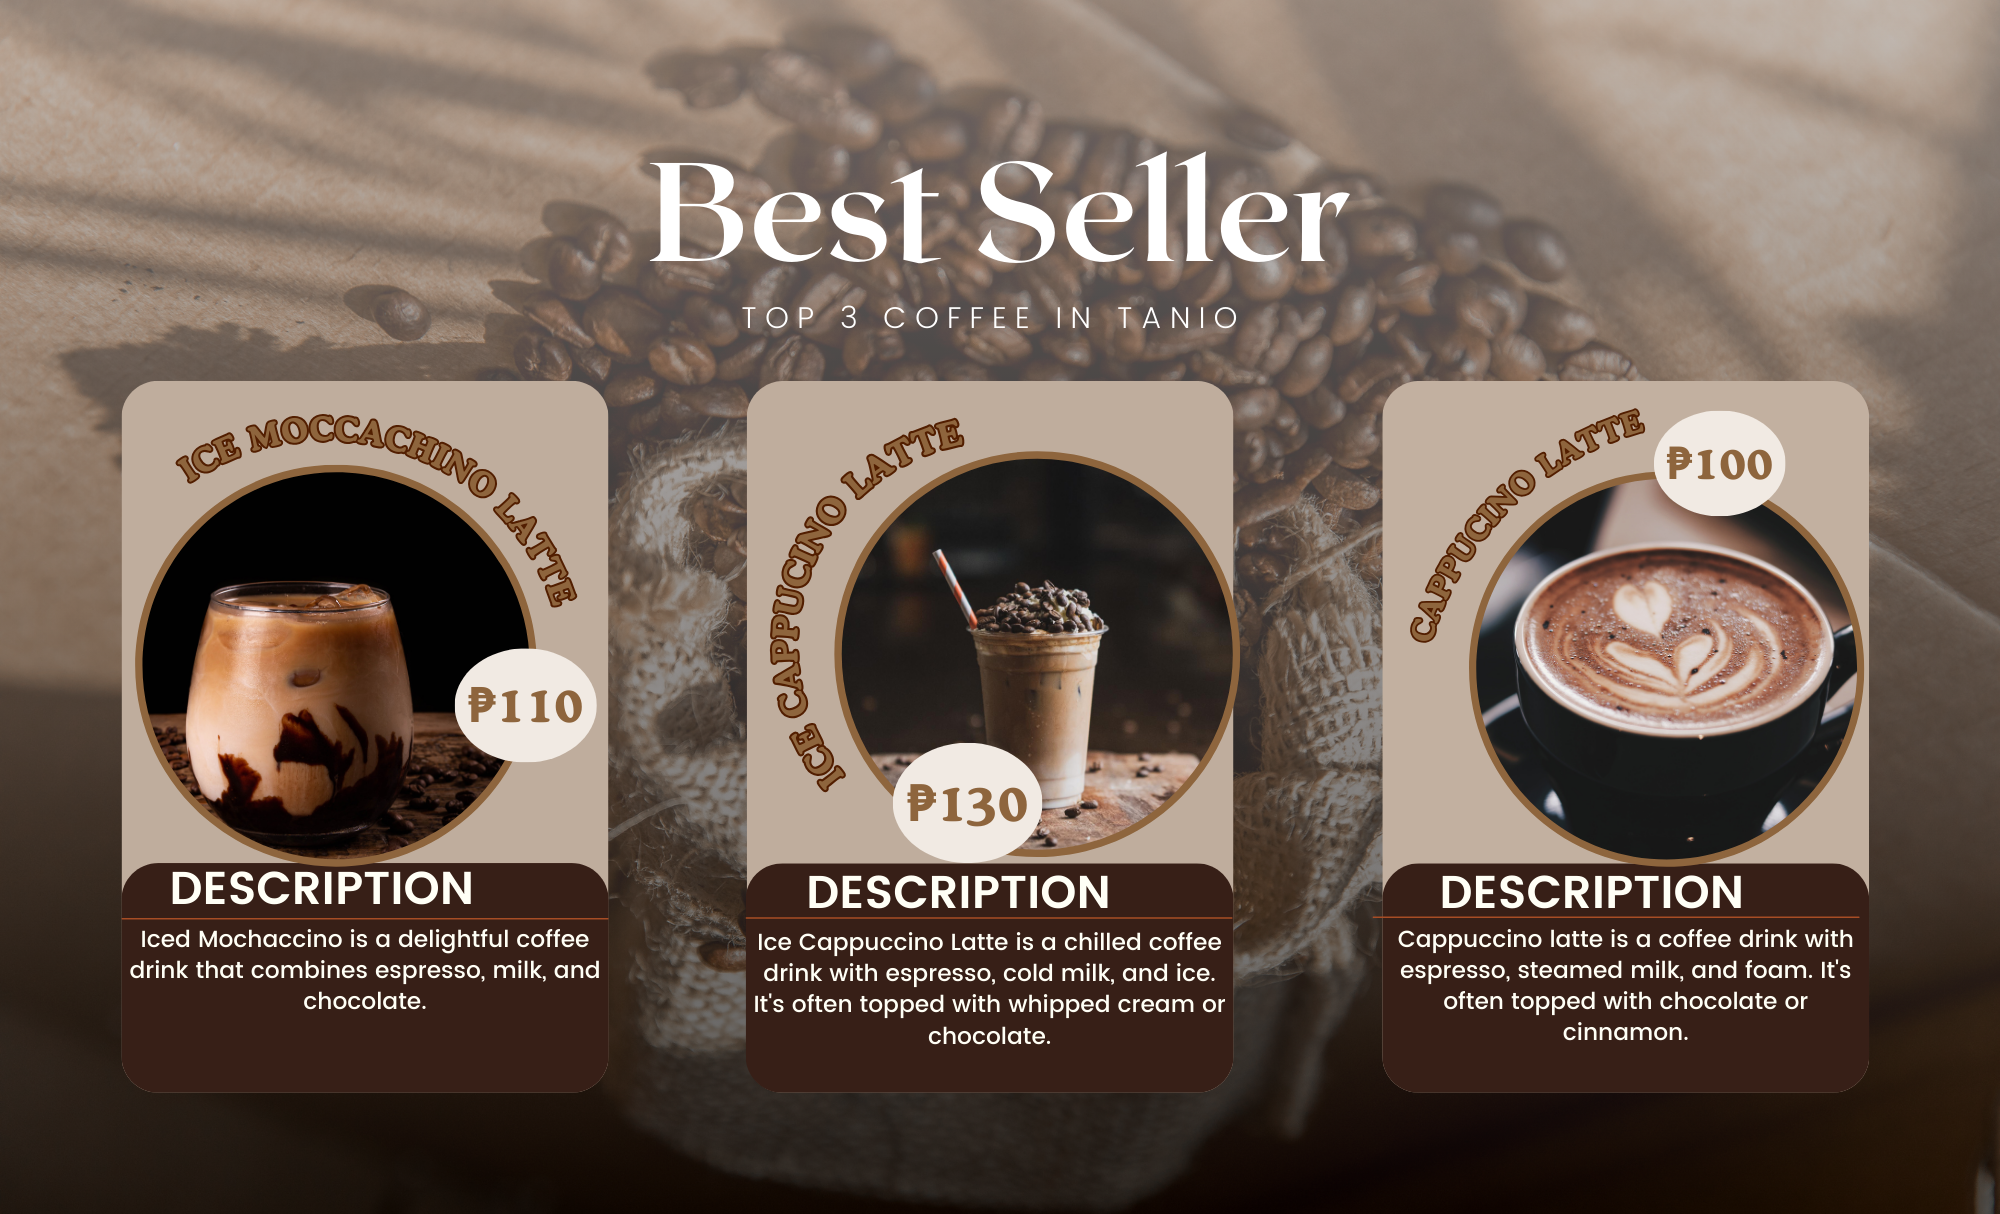 Best Seller
TOP 3 COFFEE IN TANIO
ICE MOCCACHINO LATTE
₱110
DESCRIPTION
Iced Mochaccino is a delightful coffee
drink that combines espresso, milk, and
chocolate.
ICE CAPPUCINO LATTE
₱130
DESCRIPTION
Ice Cappuccino Latte is a chilled coffee
drink with espresso, cold milk, and ice.
It's often topped with whipped cream or
chocolate.
CAPPUCINO LATTE
₱100
DESCRIPTION
Cappuccino latte is a coffee drink with
espresso, steamed milk, and foam. It's
often topped with chocolate or
cinnamon.